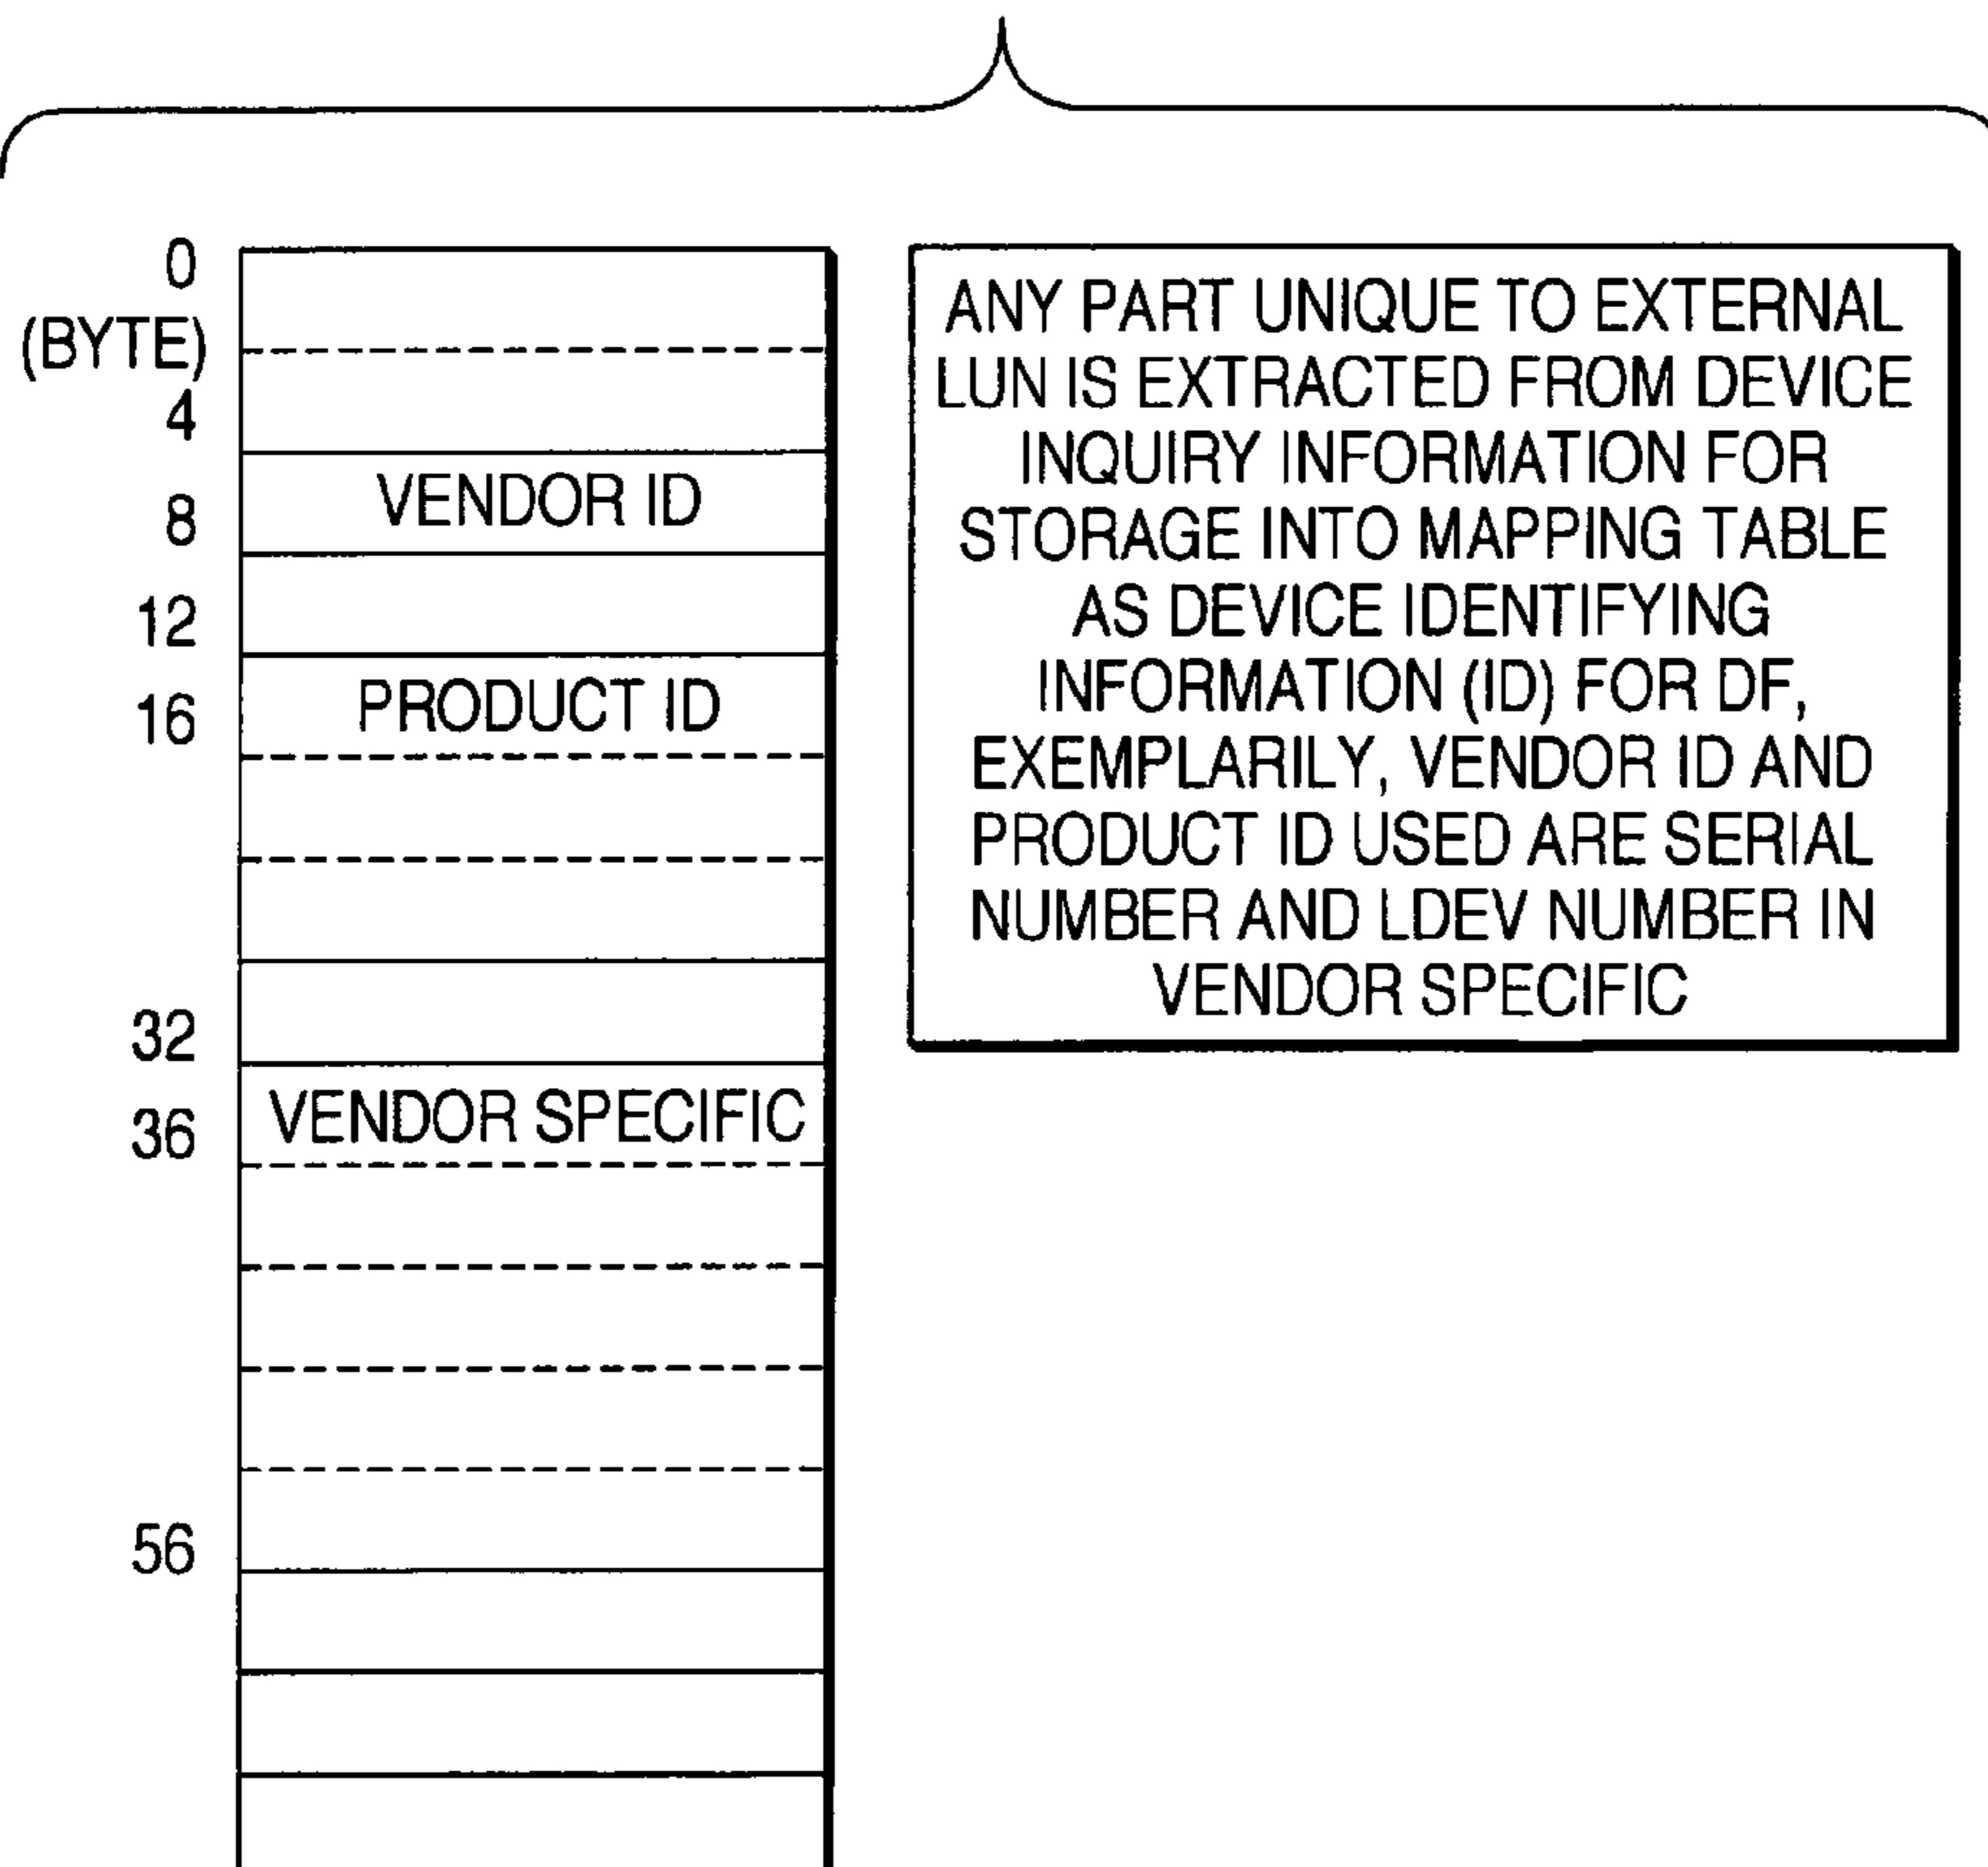 0
(BYTE)
4
8
12
16
32
36
56
VENDOR ID
PRODUCT ID
VENDOR SPECIFIC
ANY PART UNIQUE TO EXTERNAL
LUN IS EXTRACTED FROM DEVICE
INQUIRY INFORMATION FOR
STORAGE INTO MAPPING TABLE
AS DEVICE IDENTIFYING
INFORMATION (ID) FOR DF,
EXEMPLARILY, VENDOR ID AND
PRODUCT ID USED ARE SERIAL
NUMBER AND LDEV NUMBER IN
VENDOR SPECIFIC